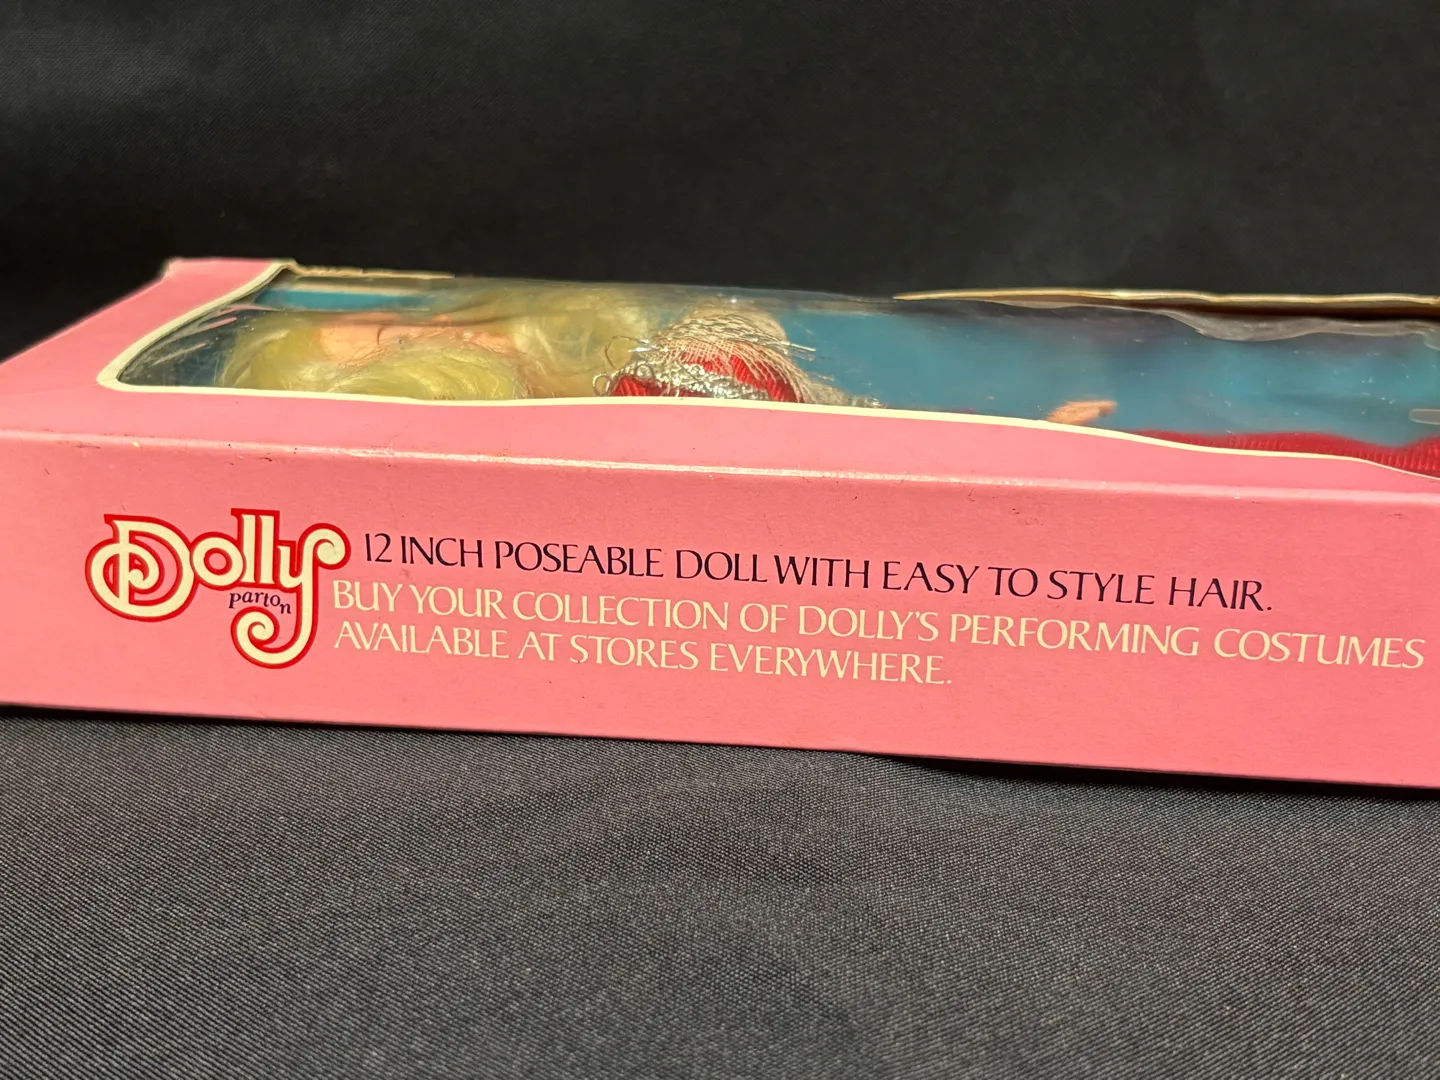 Dolly
parton
12 INCH POSEABLE DOLL WITH EASY TO STYLE HAIR.
BUY YOUR COLLECTION OF DOLLY'S PERFORMING COSTUMES
AVAILABLE AT STORES EVERYWHERE.